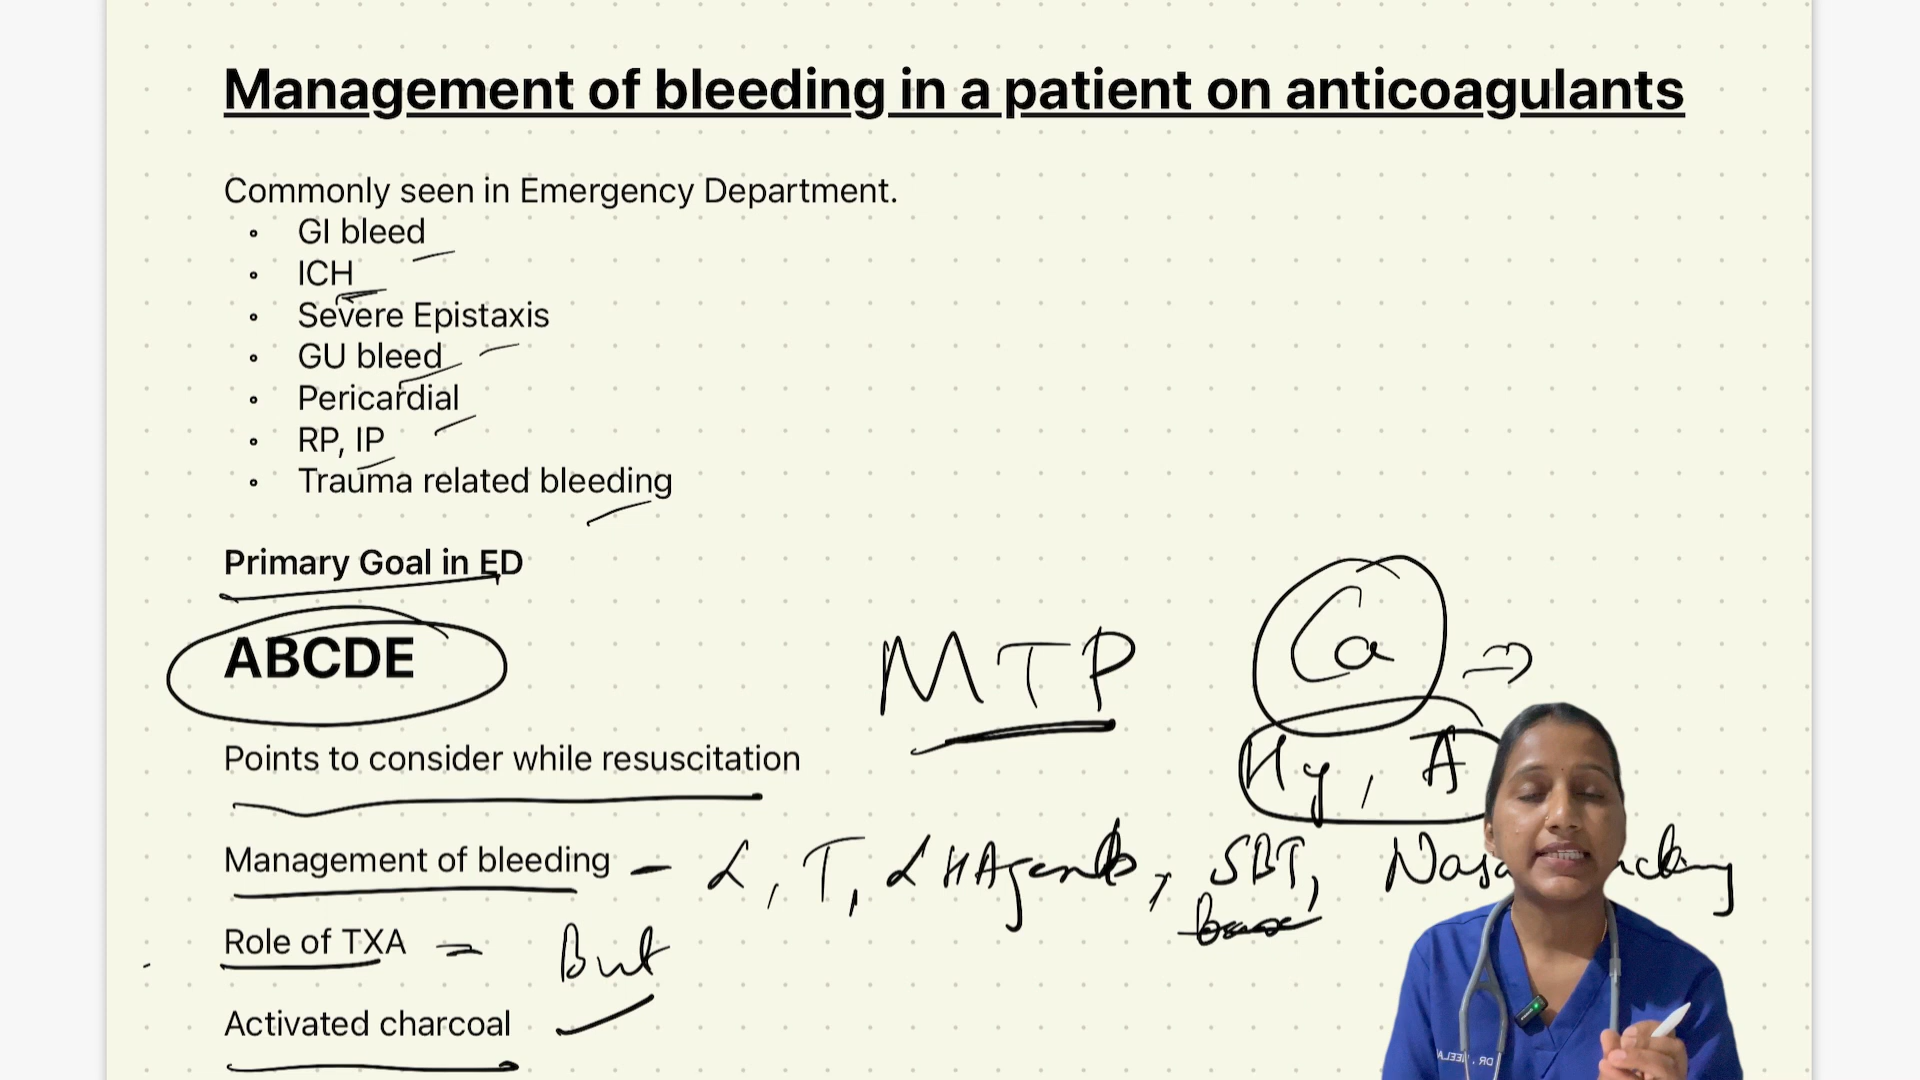 Management of bleeding in a patient on anticoagulants
Commonly seen in Emergency Department.
GI bleed
ICH
Severe Epistaxis
GU bleed
Pericardial
RP, IP
Trauma related bleeding
Primary Goal in ED
ABCDE
MTP
Ca ⇒
Hy, A
Points to consider while resuscitation
Management of bleeding - L, T, L H Agents, SBT,
Role of TXA = But
Activated charcoal